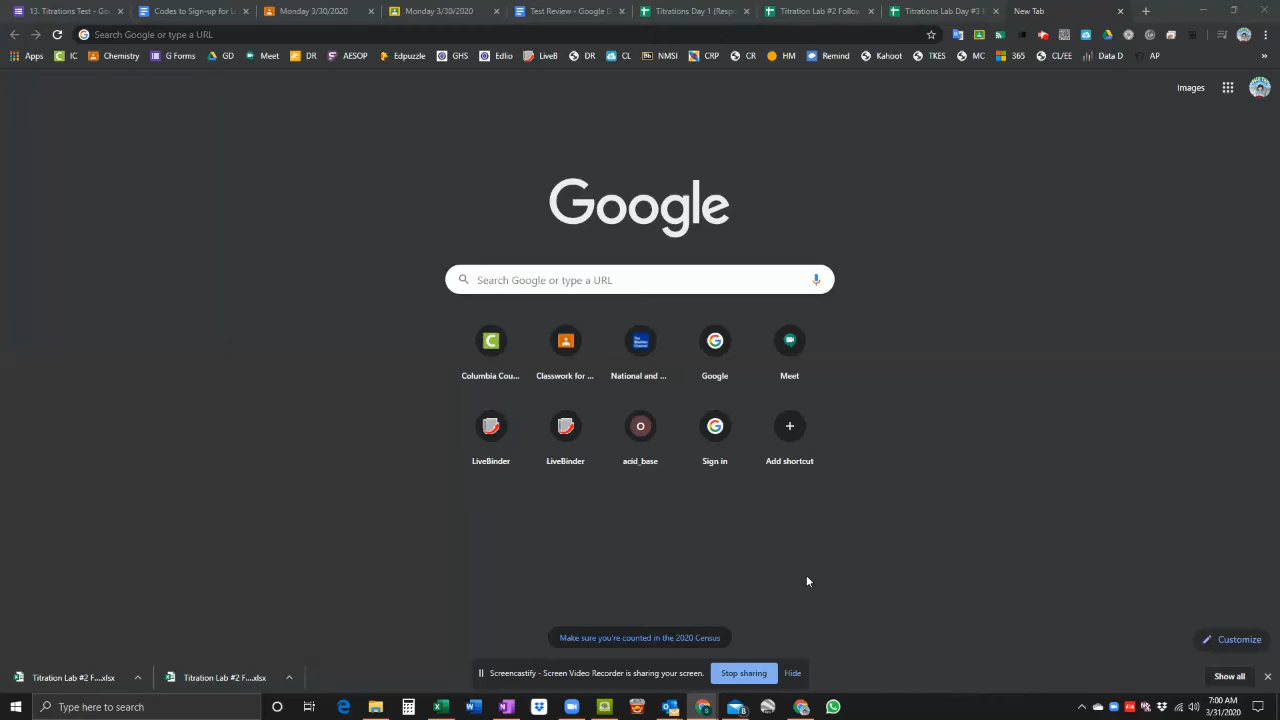 13. Titrations Test - Goog
Codes to Sign-up for L
Monday 3/30/2020
Monday 3/30/2020
Test Review - Google D
Titrations Day 1 (Respo
Titration Lab #2 Follow
Titrations Lab Day #3 F
New Tab
Search Google or type a URL
Apps
IC
Chemistry
G Forms
GD
DR
AESOP
Edpuzzle
GHS
Edlio
LiveB
DR
CL
NMSI
CRP
CR
HM
Remind
Kahoot
TKES
MC
365
CL/EE
Data D
AP
Images
Google
Search Google or type a URL
Columbia Cou...
Classwork for ...
National and ...
Google
Meet
LiveBinder
LiveBinder
acid_base
Sign in
Add shortcut
Make sure you're counted in the 2020 Census
Customize
Titration Lab #2 F....xlsx
Titration Lab #2 F....xlsx
Screencastify - Screen Video Recorder is sharing your screen.
Stop sharing
Hide
Show all
Type here to search
7:00 AM
3/31/2020